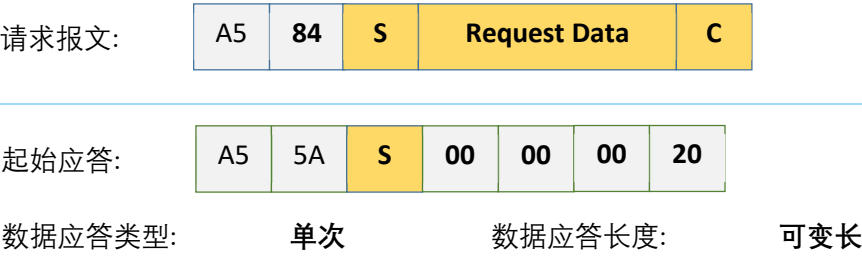 请求报文: A5 84 S Request Data C
起始应答: A5 5A S 00 00 00 20
数据应答类型: 单次 数据应答长度: 可变长